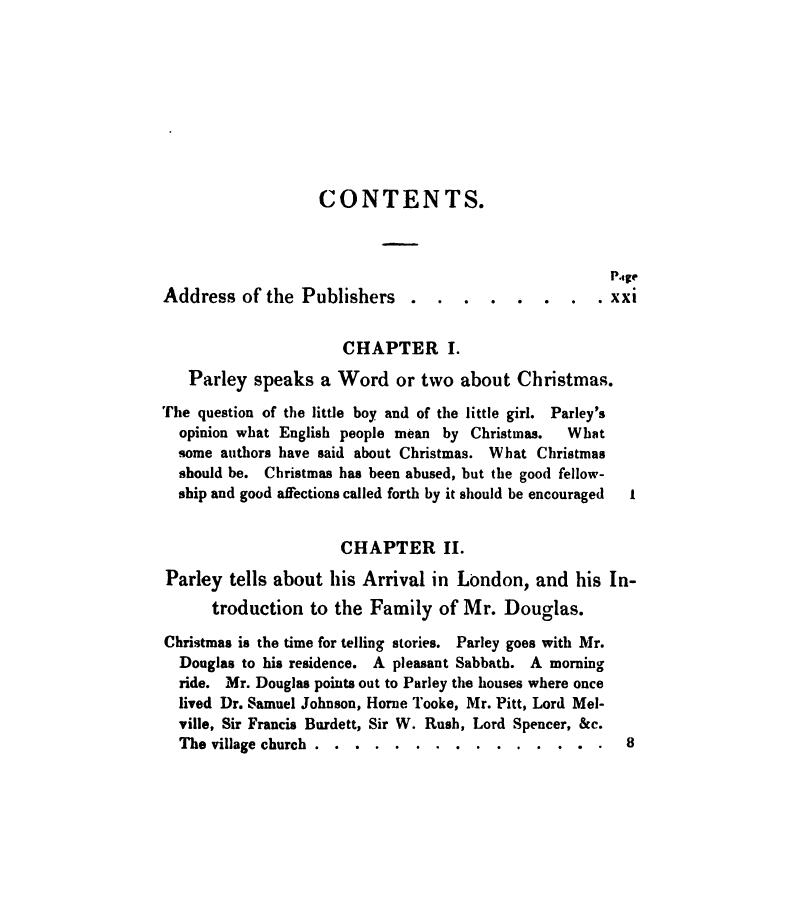 CONTENTS.
Page
Address of the Publishers . . . . . . . . xxi
CHAPTER I.
Parley speaks a Word or two about Christmas.
The question of the little boy and of the little girl. Parley's
opinion what English people mean by Christmas. What
some authors have said about Christmas. What Christmas
should be. Christmas has been abused, but the good fellow-
ship and good affections called forth by it should be encouraged 1
CHAPTER II.
Parley tells about his Arrival in London, and his In-
troduction to the Family of Mr. Douglas.
Christmas is the time for telling stories. Parley goes with Mr.
Douglas to his residence. A pleasant Sabbath. A morning
ride. Mr. Douglas points out to Parley the houses where once
lived Dr. Samuel Johnson, Horne Tooke, Mr. Pitt, Lord Mel-
ville, Sir Francis Burdett, Sir W. Rush, Lord Spencer, &c.
The village church . . . . . . . . . . . . . . . 8